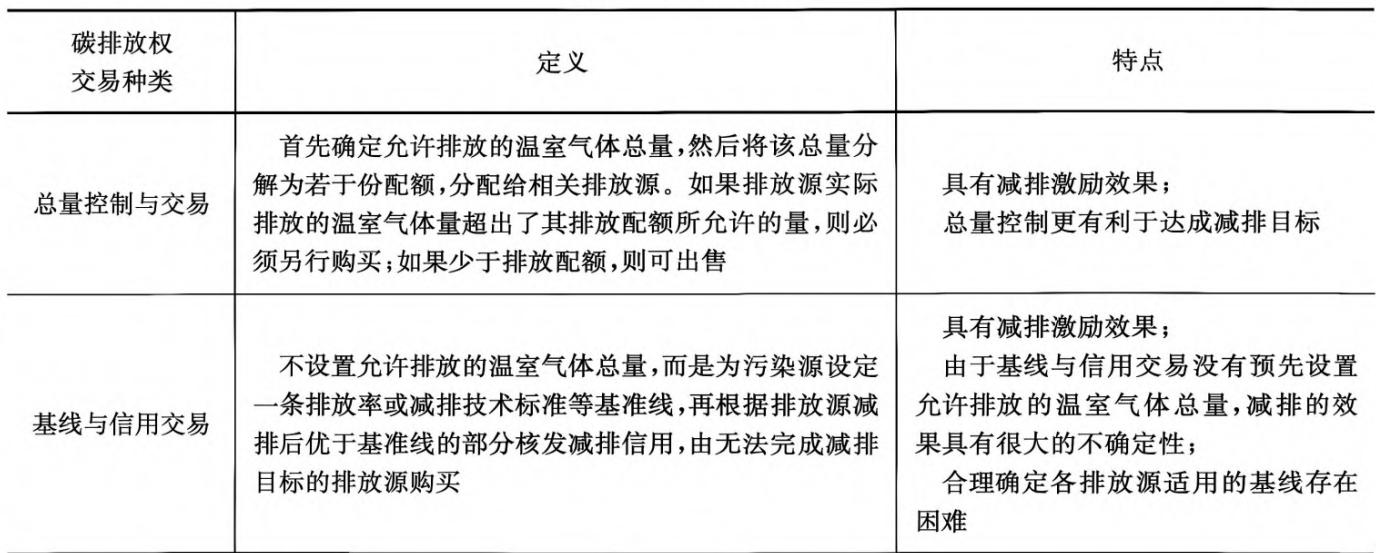 碳排放权
交易种类
定义
特点
总量控制与交易
首先确定允许排放的温室气体总量,然后将该总量分
解为若干份配额,分配给相关排放源。如果排放源实际
排放的温室气体量超出了其排放配额所允许的量,则必
须另行购买;如果少于排放配额,则可出售
具有减排激励效果;
总量控制更有利于达成减排目标
基线与信用交易
不设置允许排放的温室气体总量,而是为污染源设定
一条排放率或减排技术标准等基准线,再根据排放源减
排后优于基准线的部分核发减排信用,由无法完成减排
目标的排放源购买
具有减排激励效果;
由于基线与信用交易没有预先设置
允许排放的温室气体总量,减排的效
果具有很大的不确定性;
合理确定各排放源适用的基线存在
困难